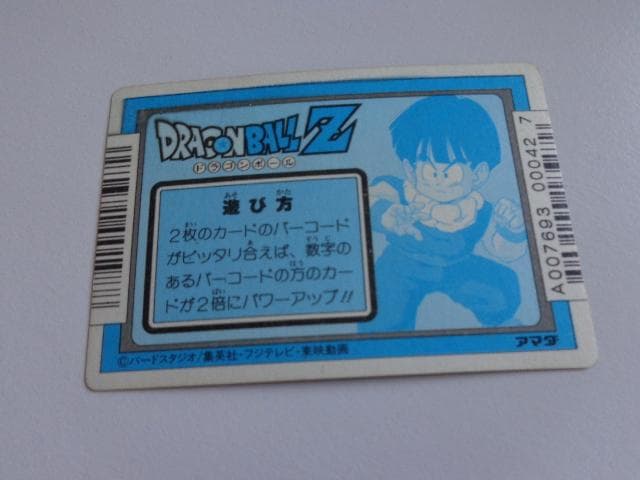 DRAGONBALL Z
ドラゴンボール
遊び方
2枚のカードのバーコード
がピッタリ合えば、数字の
あるバーコードの方のカー
ドが2倍にパワーアップ!!
©バードスタジオ/集英社・フジテレビ・東映動画
アマダ
A007693 00042 7